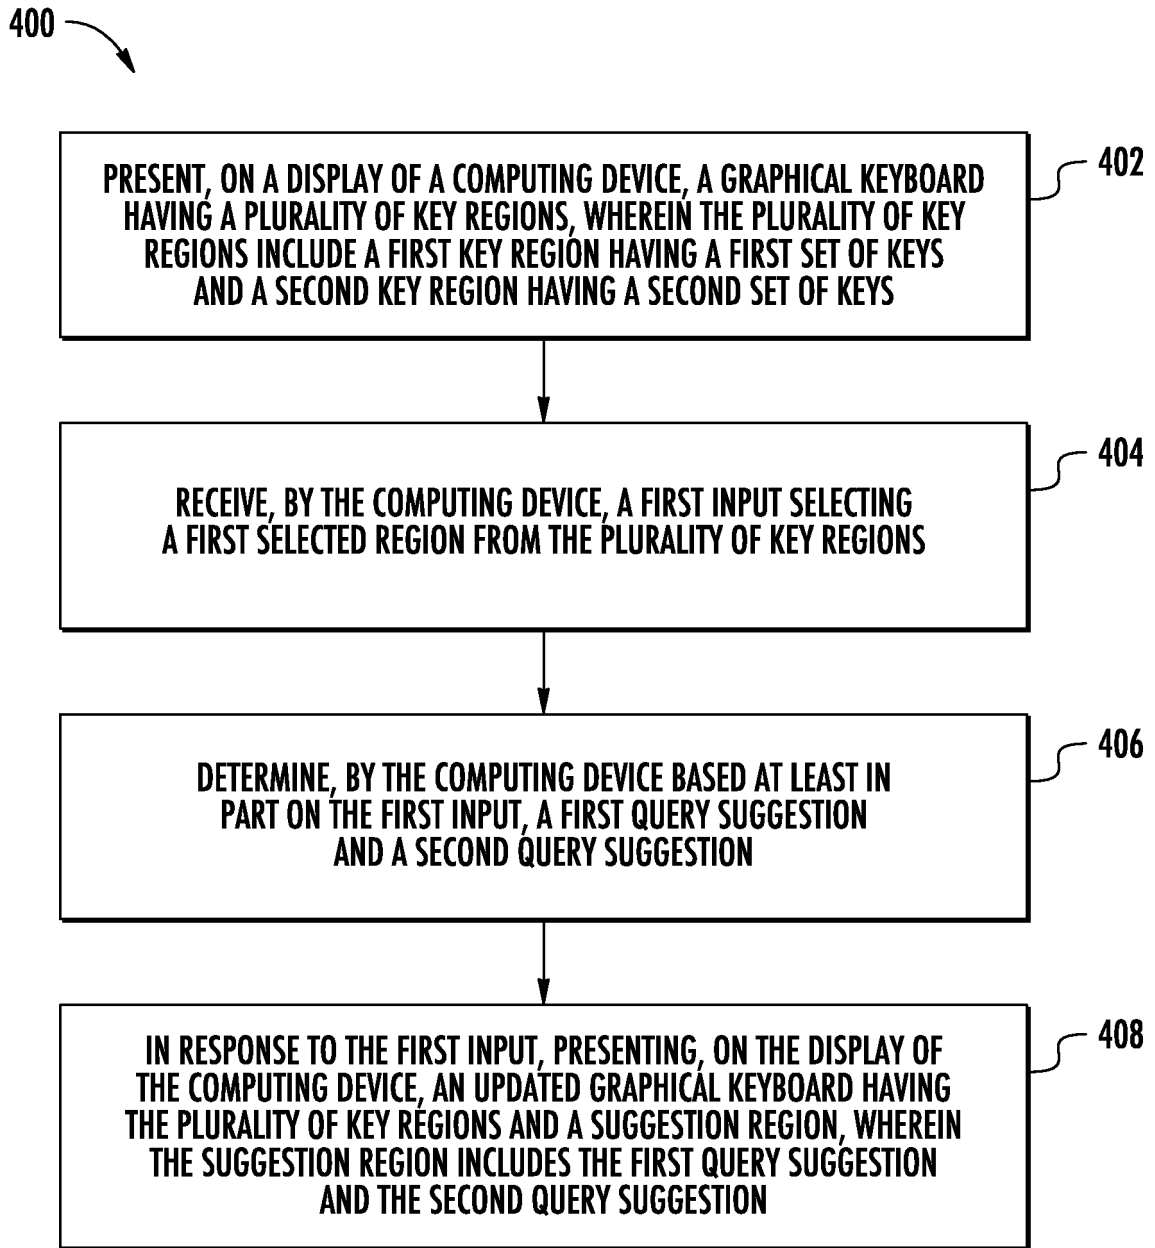 400
PRESENT, ON A DISPLAY OF A COMPUTING DEVICE, A GRAPHICAL KEYBOARD
HAVING A PLURALITY OF KEY REGIONS, WHEREIN THE PLURALITY OF KEY
REGIONS INCLUDE A FIRST KEY REGION HAVING A FIRST SET OF KEYS
AND A SECOND KEY REGION HAVING A SECOND SET OF KEYS
402
RECEIVE, BY THE COMPUTING DEVICE, A FIRST INPUT SELECTING
A FIRST SELECTED REGION FROM THE PLURALITY OF KEY REGIONS
404
DETERMINE, BY THE COMPUTING DEVICE BASED AT LEAST IN
PART ON THE FIRST INPUT, A FIRST QUERY SUGGESTION
AND A SECOND QUERY SUGGESTION
406
IN RESPONSE TO THE FIRST INPUT, PRESENTING, ON THE DISPLAY OF
THE COMPUTING DEVICE, AN UPDATED GRAPHICAL KEYBOARD HAVING
THE PLURALITY OF KEY REGIONS AND A SUGGESTION REGION, WHEREIN
THE SUGGESTION REGION INCLUDES THE FIRST QUERY SUGGESTION
AND THE SECOND QUERY SUGGESTION
408